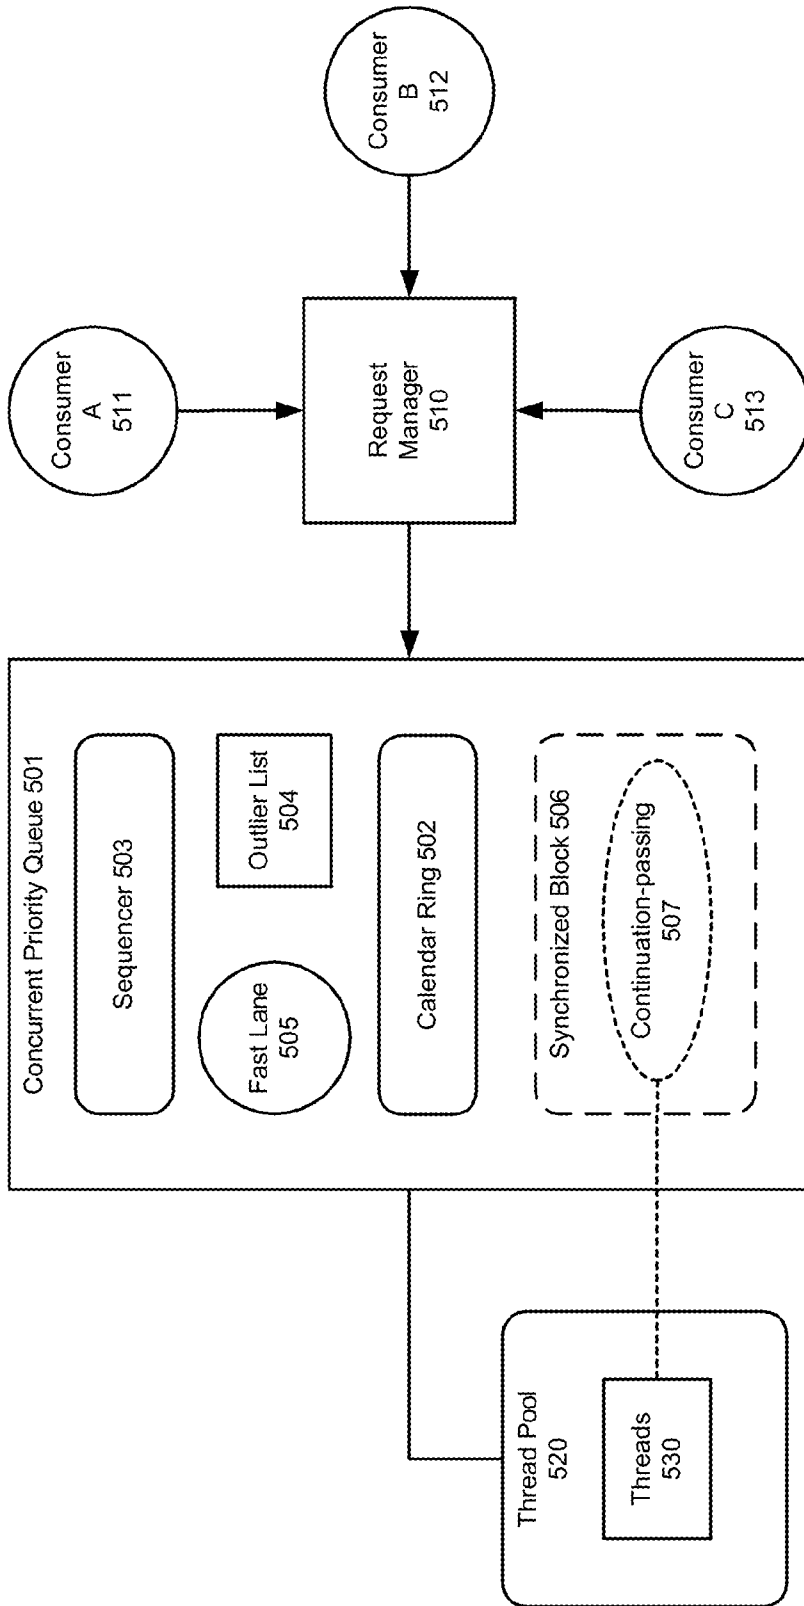 Consumer
A
511
Consumer
B
512
Request
Manager
510
Consumer
C
513
Concurrent Priority Queue 501
Sequencer 503
Fast Lane
505
Outlier List
504
Calendar Ring 502
Synchronized Block 506
Continuation-passing
507
Thread Pool
520
Threads
530